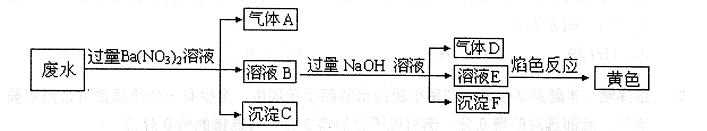 废水
过量Ba(NO₃)₂溶液
气体A
溶液B
沉淀C
过量 NaOH 溶液
气体D
溶液E
沉淀F
焰色反应
黄色